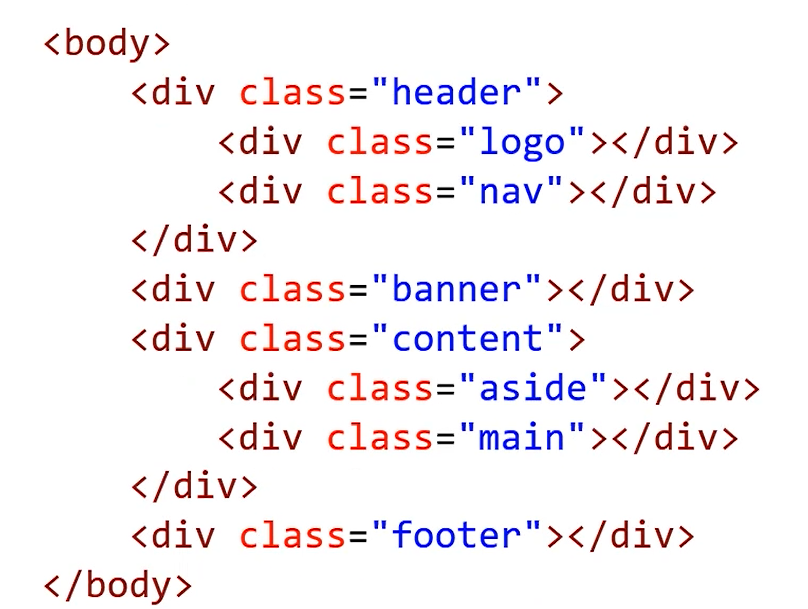 <body>
<div class="header">
<div class="logo"></div>
<div class="nav"></div>
</div>
<div class="banner"></div>
<div class="content">
<div class="aside"></div>
<div class="main"></div>
</div>
<div class="footer"></div>
</body>